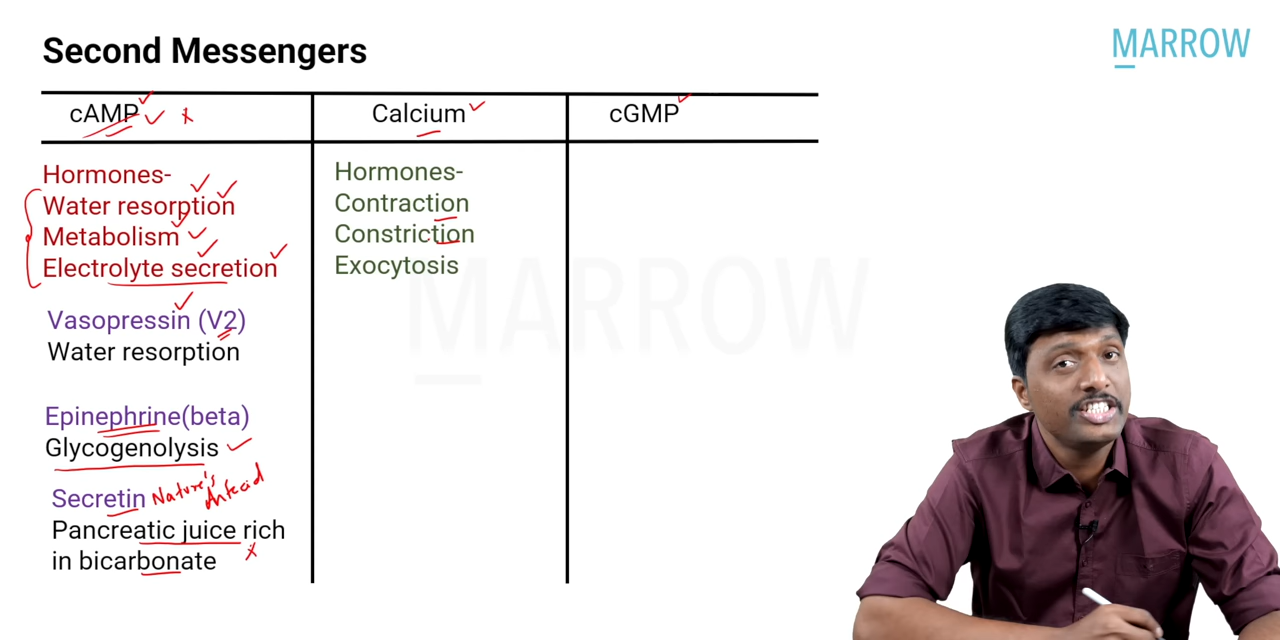 Second Messengers
MARROW
cAMP
Calcium
cGMP
Hormones-
Water resorption
Metabolism
Electrolyte secretion
Vasopressin (V2)
Water resorption
Epinephrine(beta)
Glycogenolysis
Secretin Nature's Antacid
Pancreatic juice rich
in bicarbonate
Hormones-
Contraction
Constriction
Exocytosis
MARROW